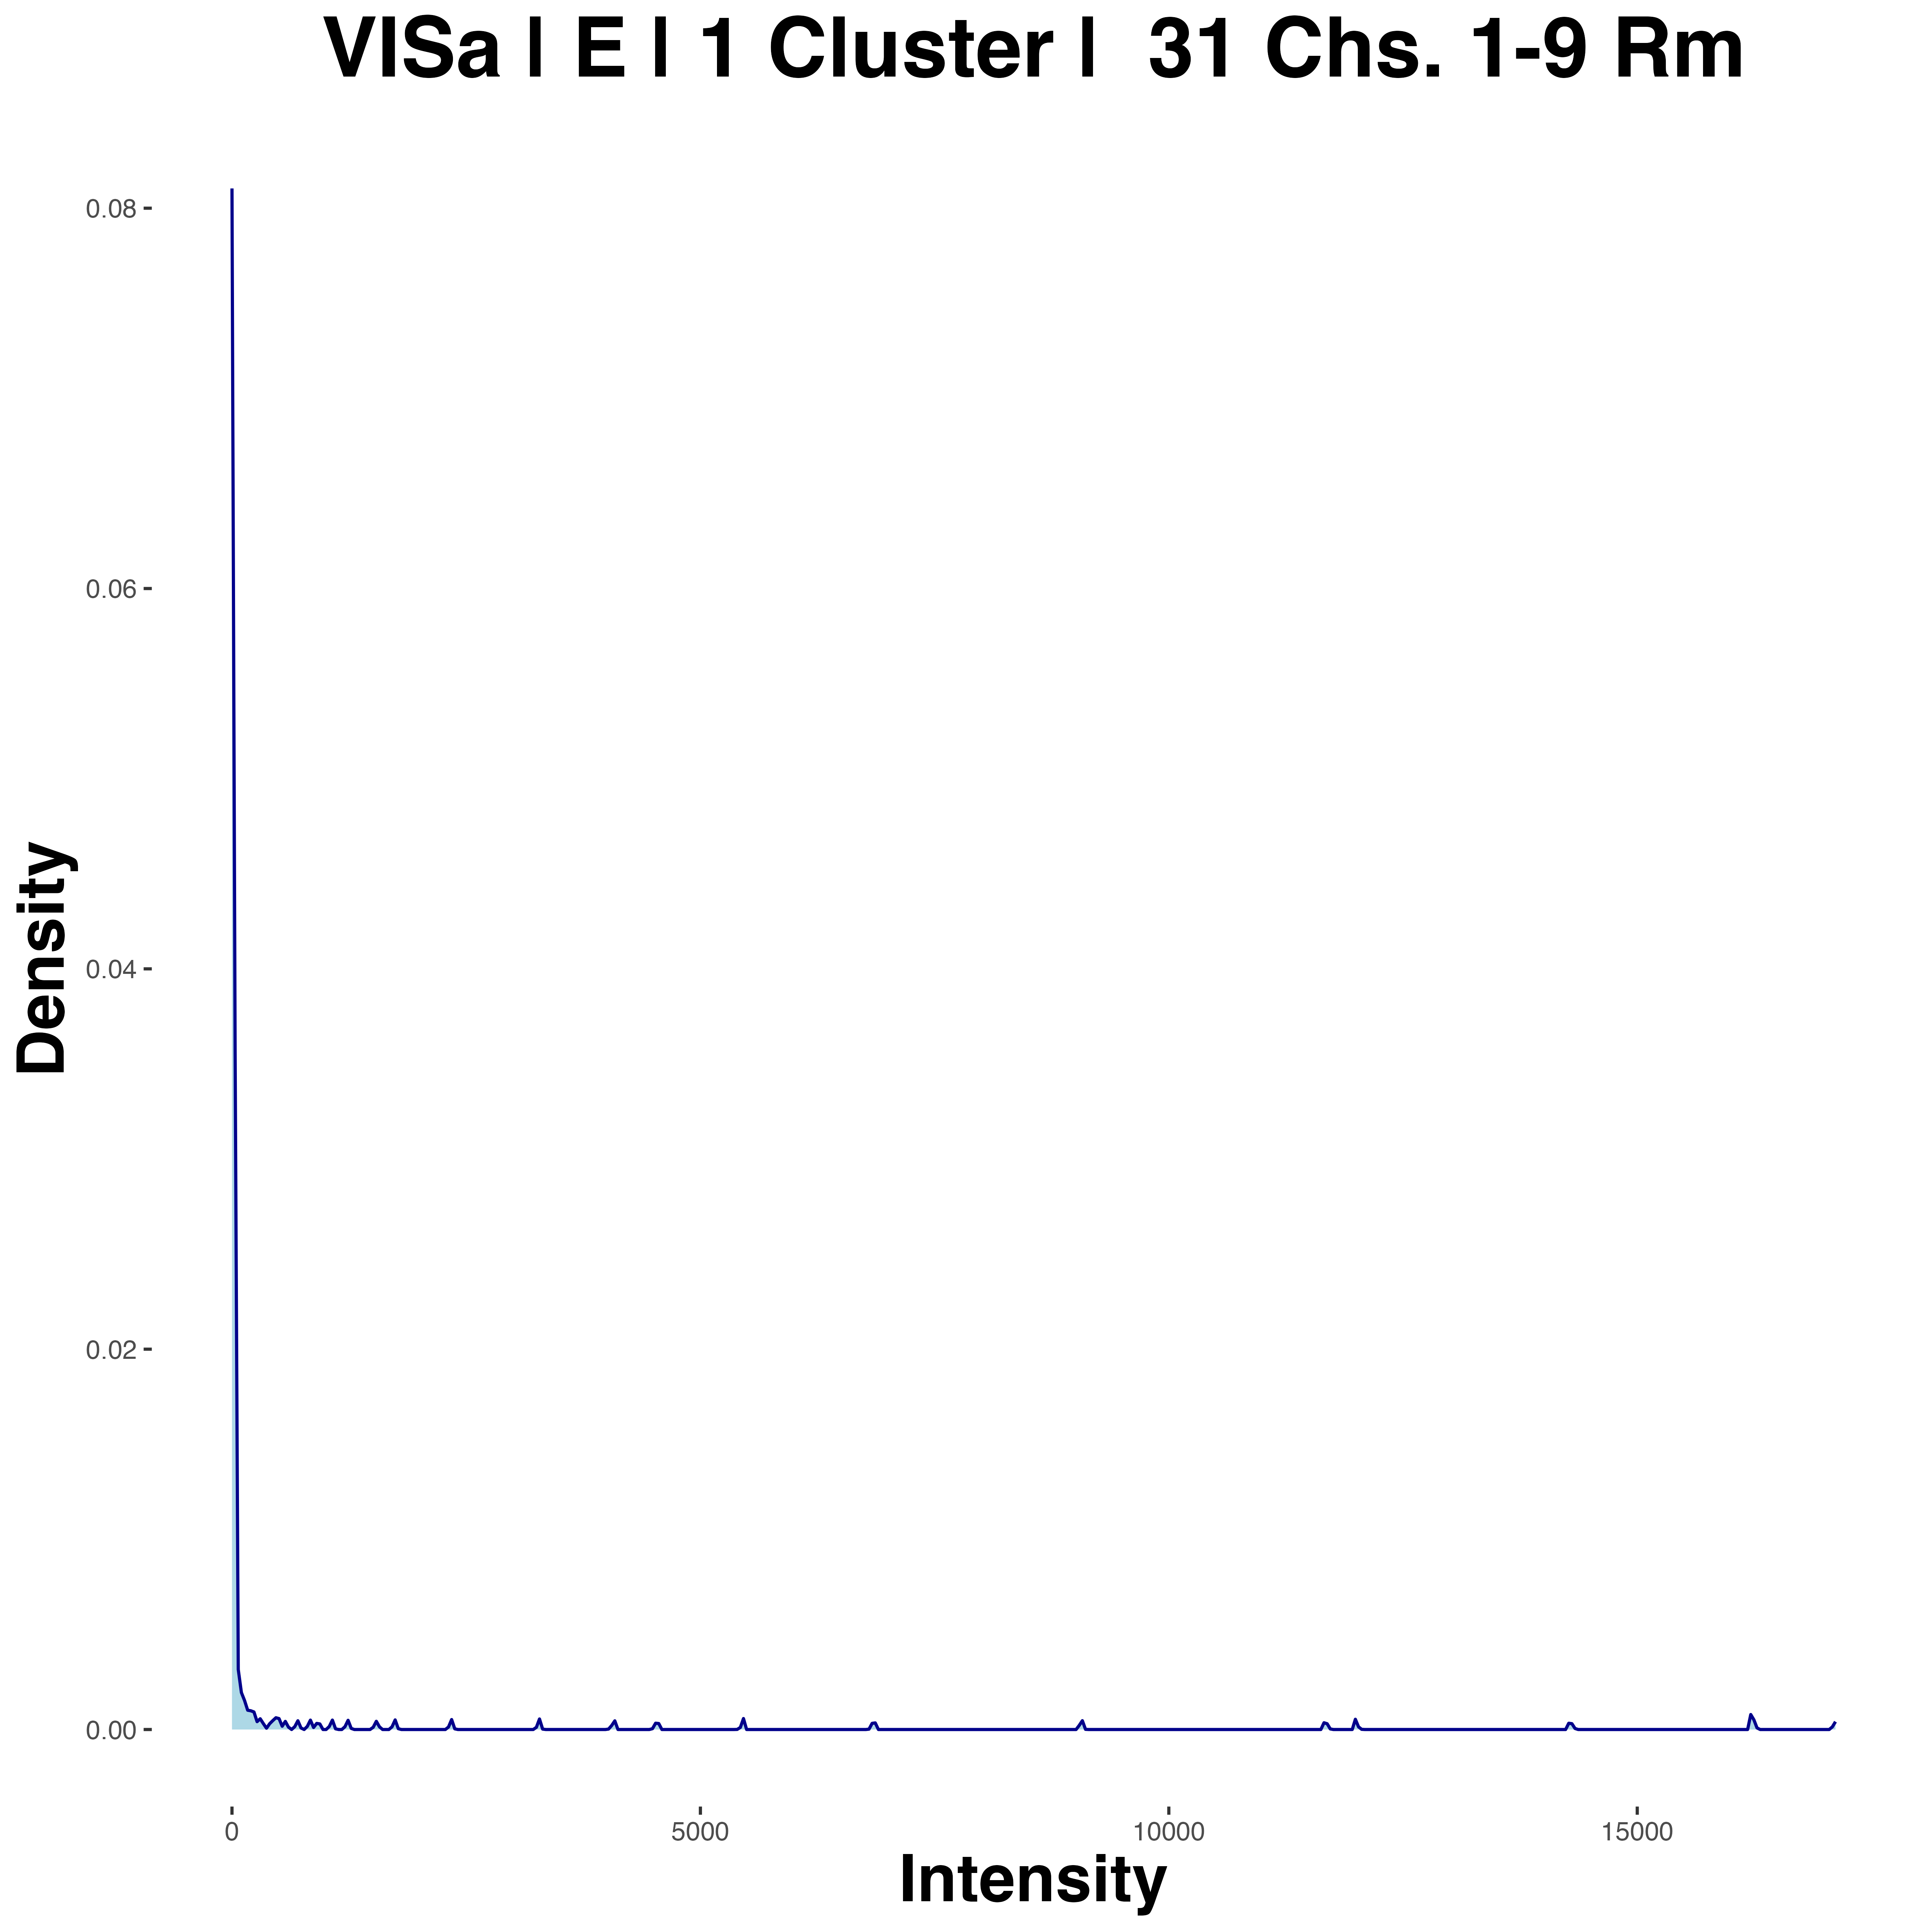 VISa | E | 1 Cluster |  31 Chs. 1-9 Rm
Density
0.08
0.06
0.04
0.02
0.00
0 5000 10000 15000
Intensity